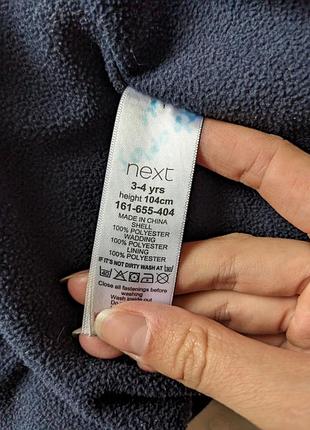 next
3-4 yrs
height 104cm
161-655-404
MADE IN CHINA
SHELL
100% POLYESTER
WADDING
100% POLYESTER
LINING
100% POLYESTER
IF IT'S NOT DIRTY WASH AT
Close all fastenings before
washing
Wash inside out
Do